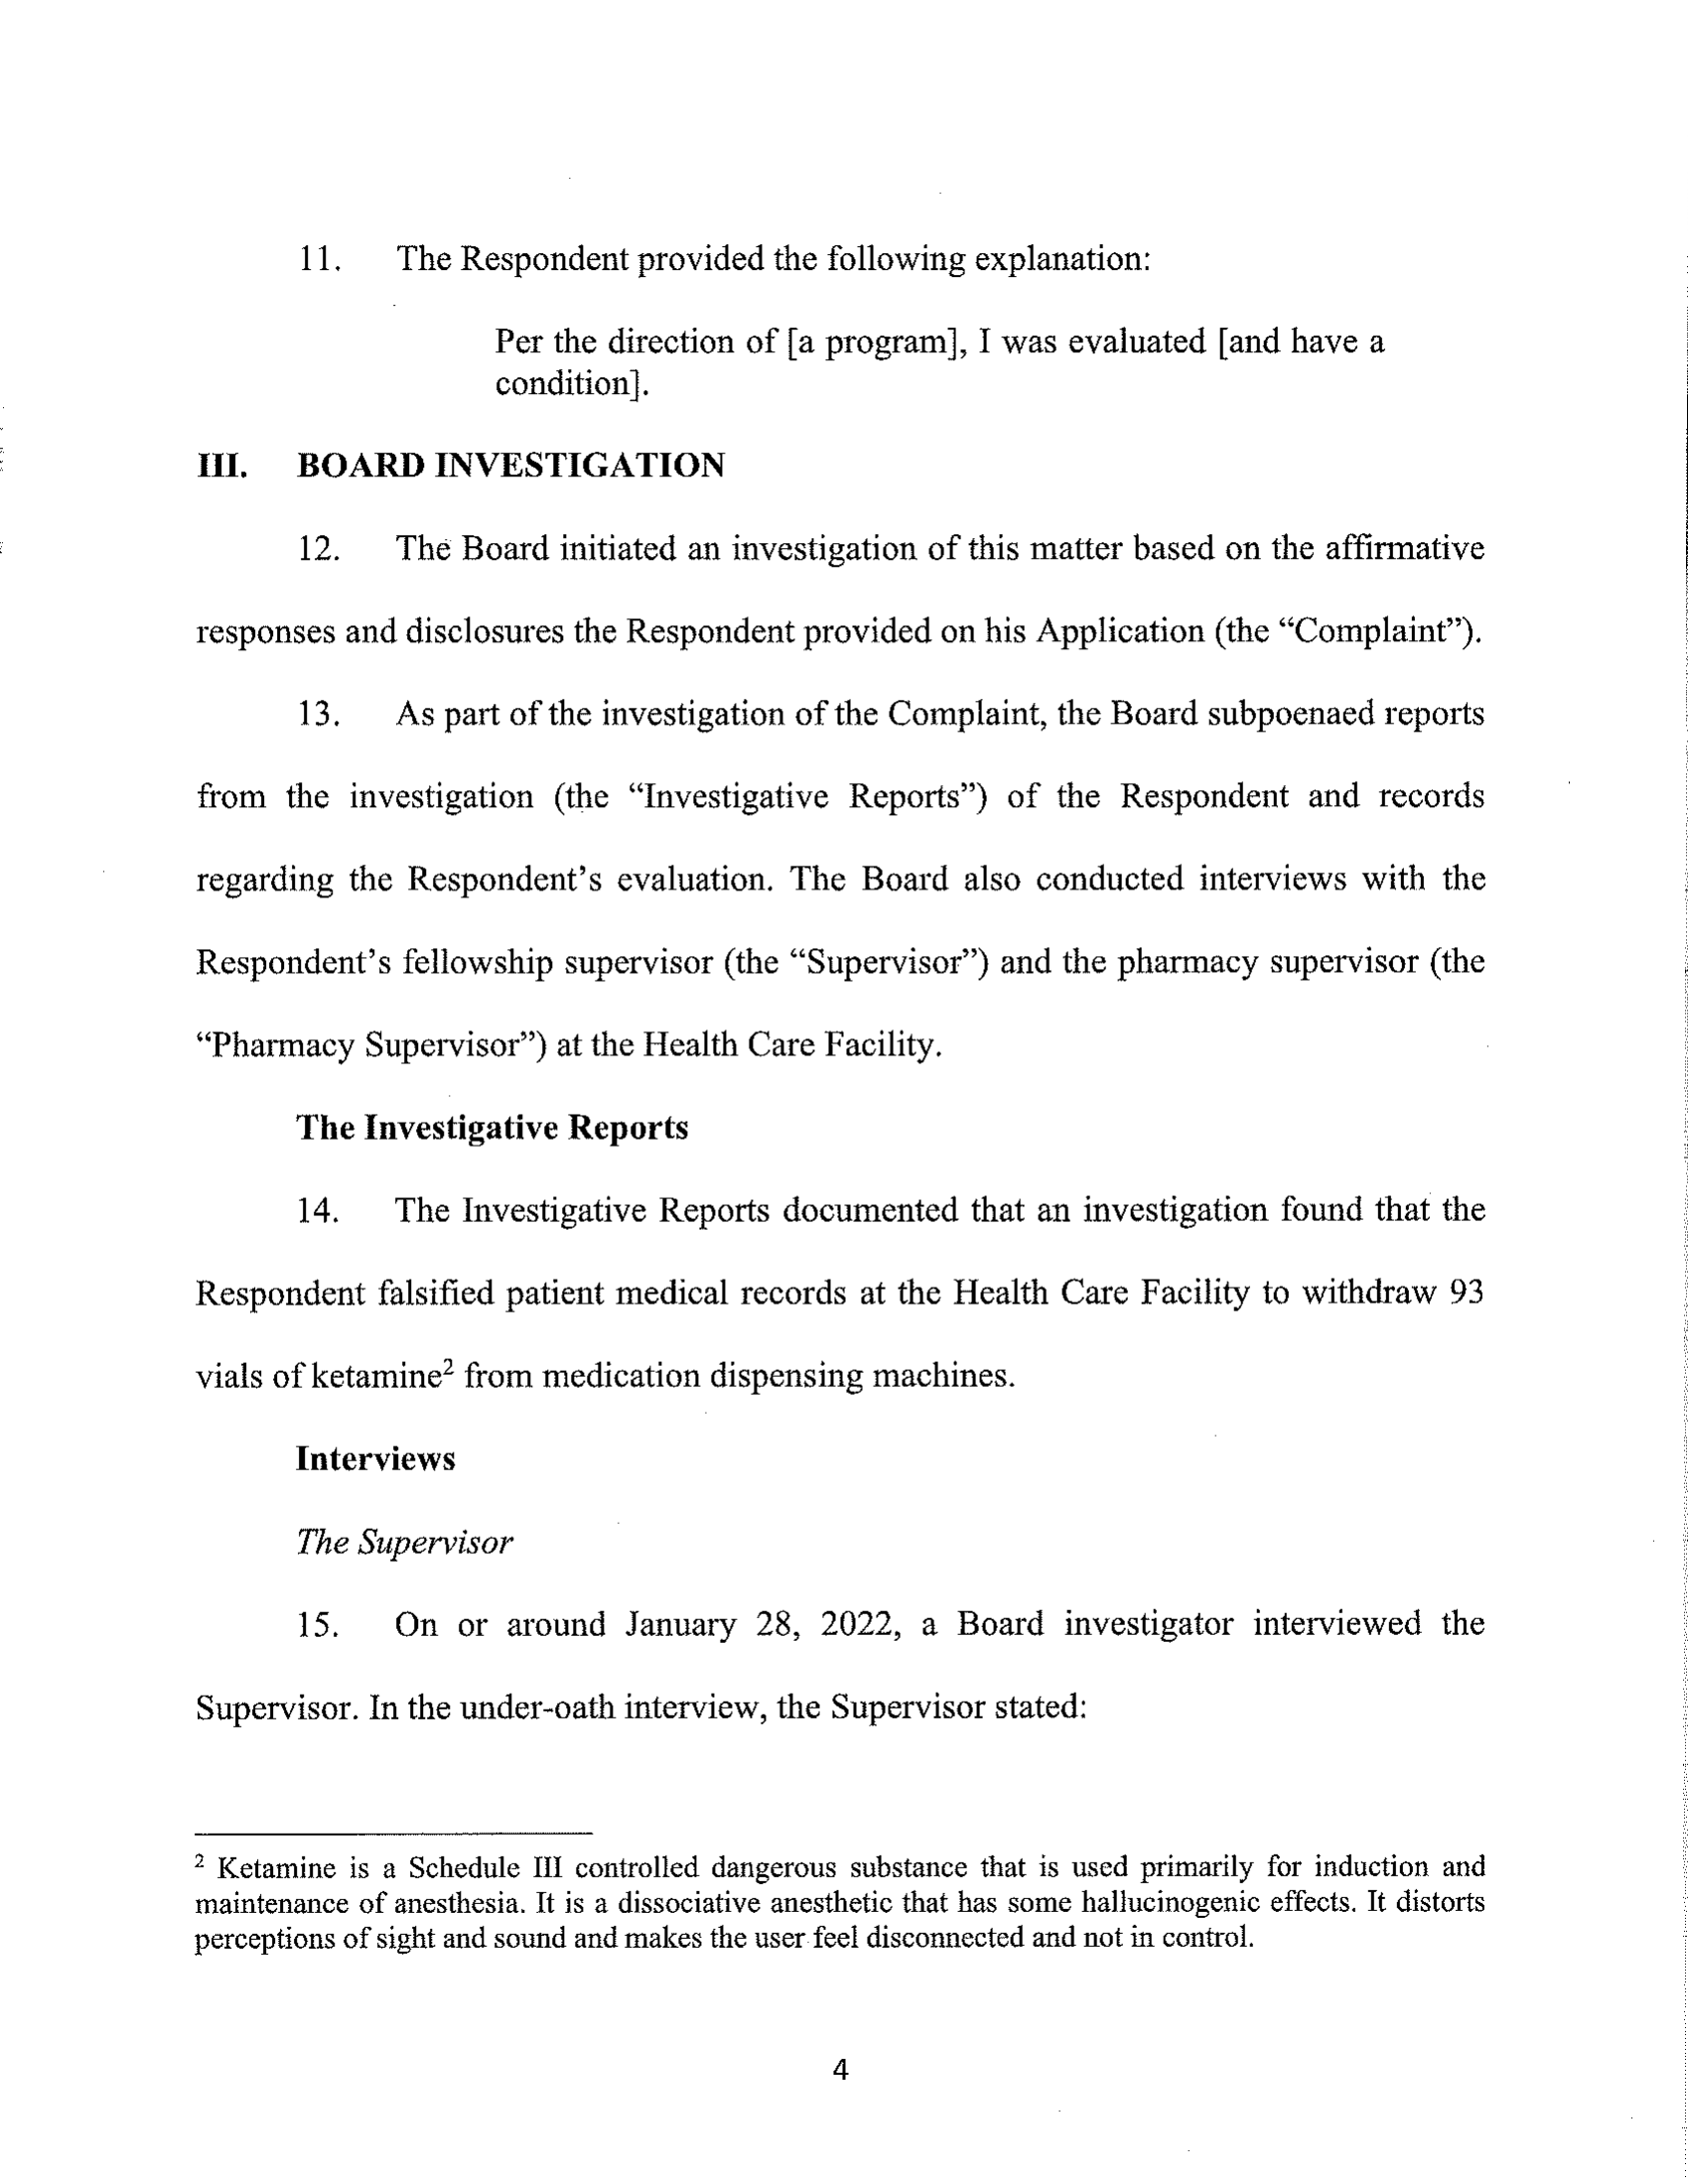 11. The Respondent provided the following explanation:
Per the direction of [a program], I was evaluated [and have a
condition].
III. BOARD INVESTIGATION
12. The Board initiated an investigation of this matter based on the affirmative
responses and disclosures the Respondent provided on his Application (the “Complaint”).
13. As part of the investigation of the Complaint, the Board subpoenaed reports
from the investigation (the “Investigative Reports”) of the Respondent and records
regarding the Respondent’s evaluation. The Board also conducted interviews with the
Respondent’s fellowship supervisor (the “Supervisor”) and the pharmacy supervisor (the
“Pharmacy Supervisor”) at the Health Care Facility.
The Investigative Reports
14. The Investigative Reports documented that an investigation found that the
Respondent falsified patient medical records at the Health Care Facility to withdraw 93
vials of ketamine² from medication dispensing machines.
Interviews
The Supervisor
15. On or around January 28, 2022, a Board investigator interviewed the
Supervisor. In the under-oath interview, the Supervisor stated:
² Ketamine is a Schedule III controlled dangerous substance that is used primarily for induction and
maintenance of anesthesia. It is a dissociative anesthetic that has some hallucinogenic effects. It distorts
perceptions of sight and sound and makes the user feel disconnected and not in control.
4